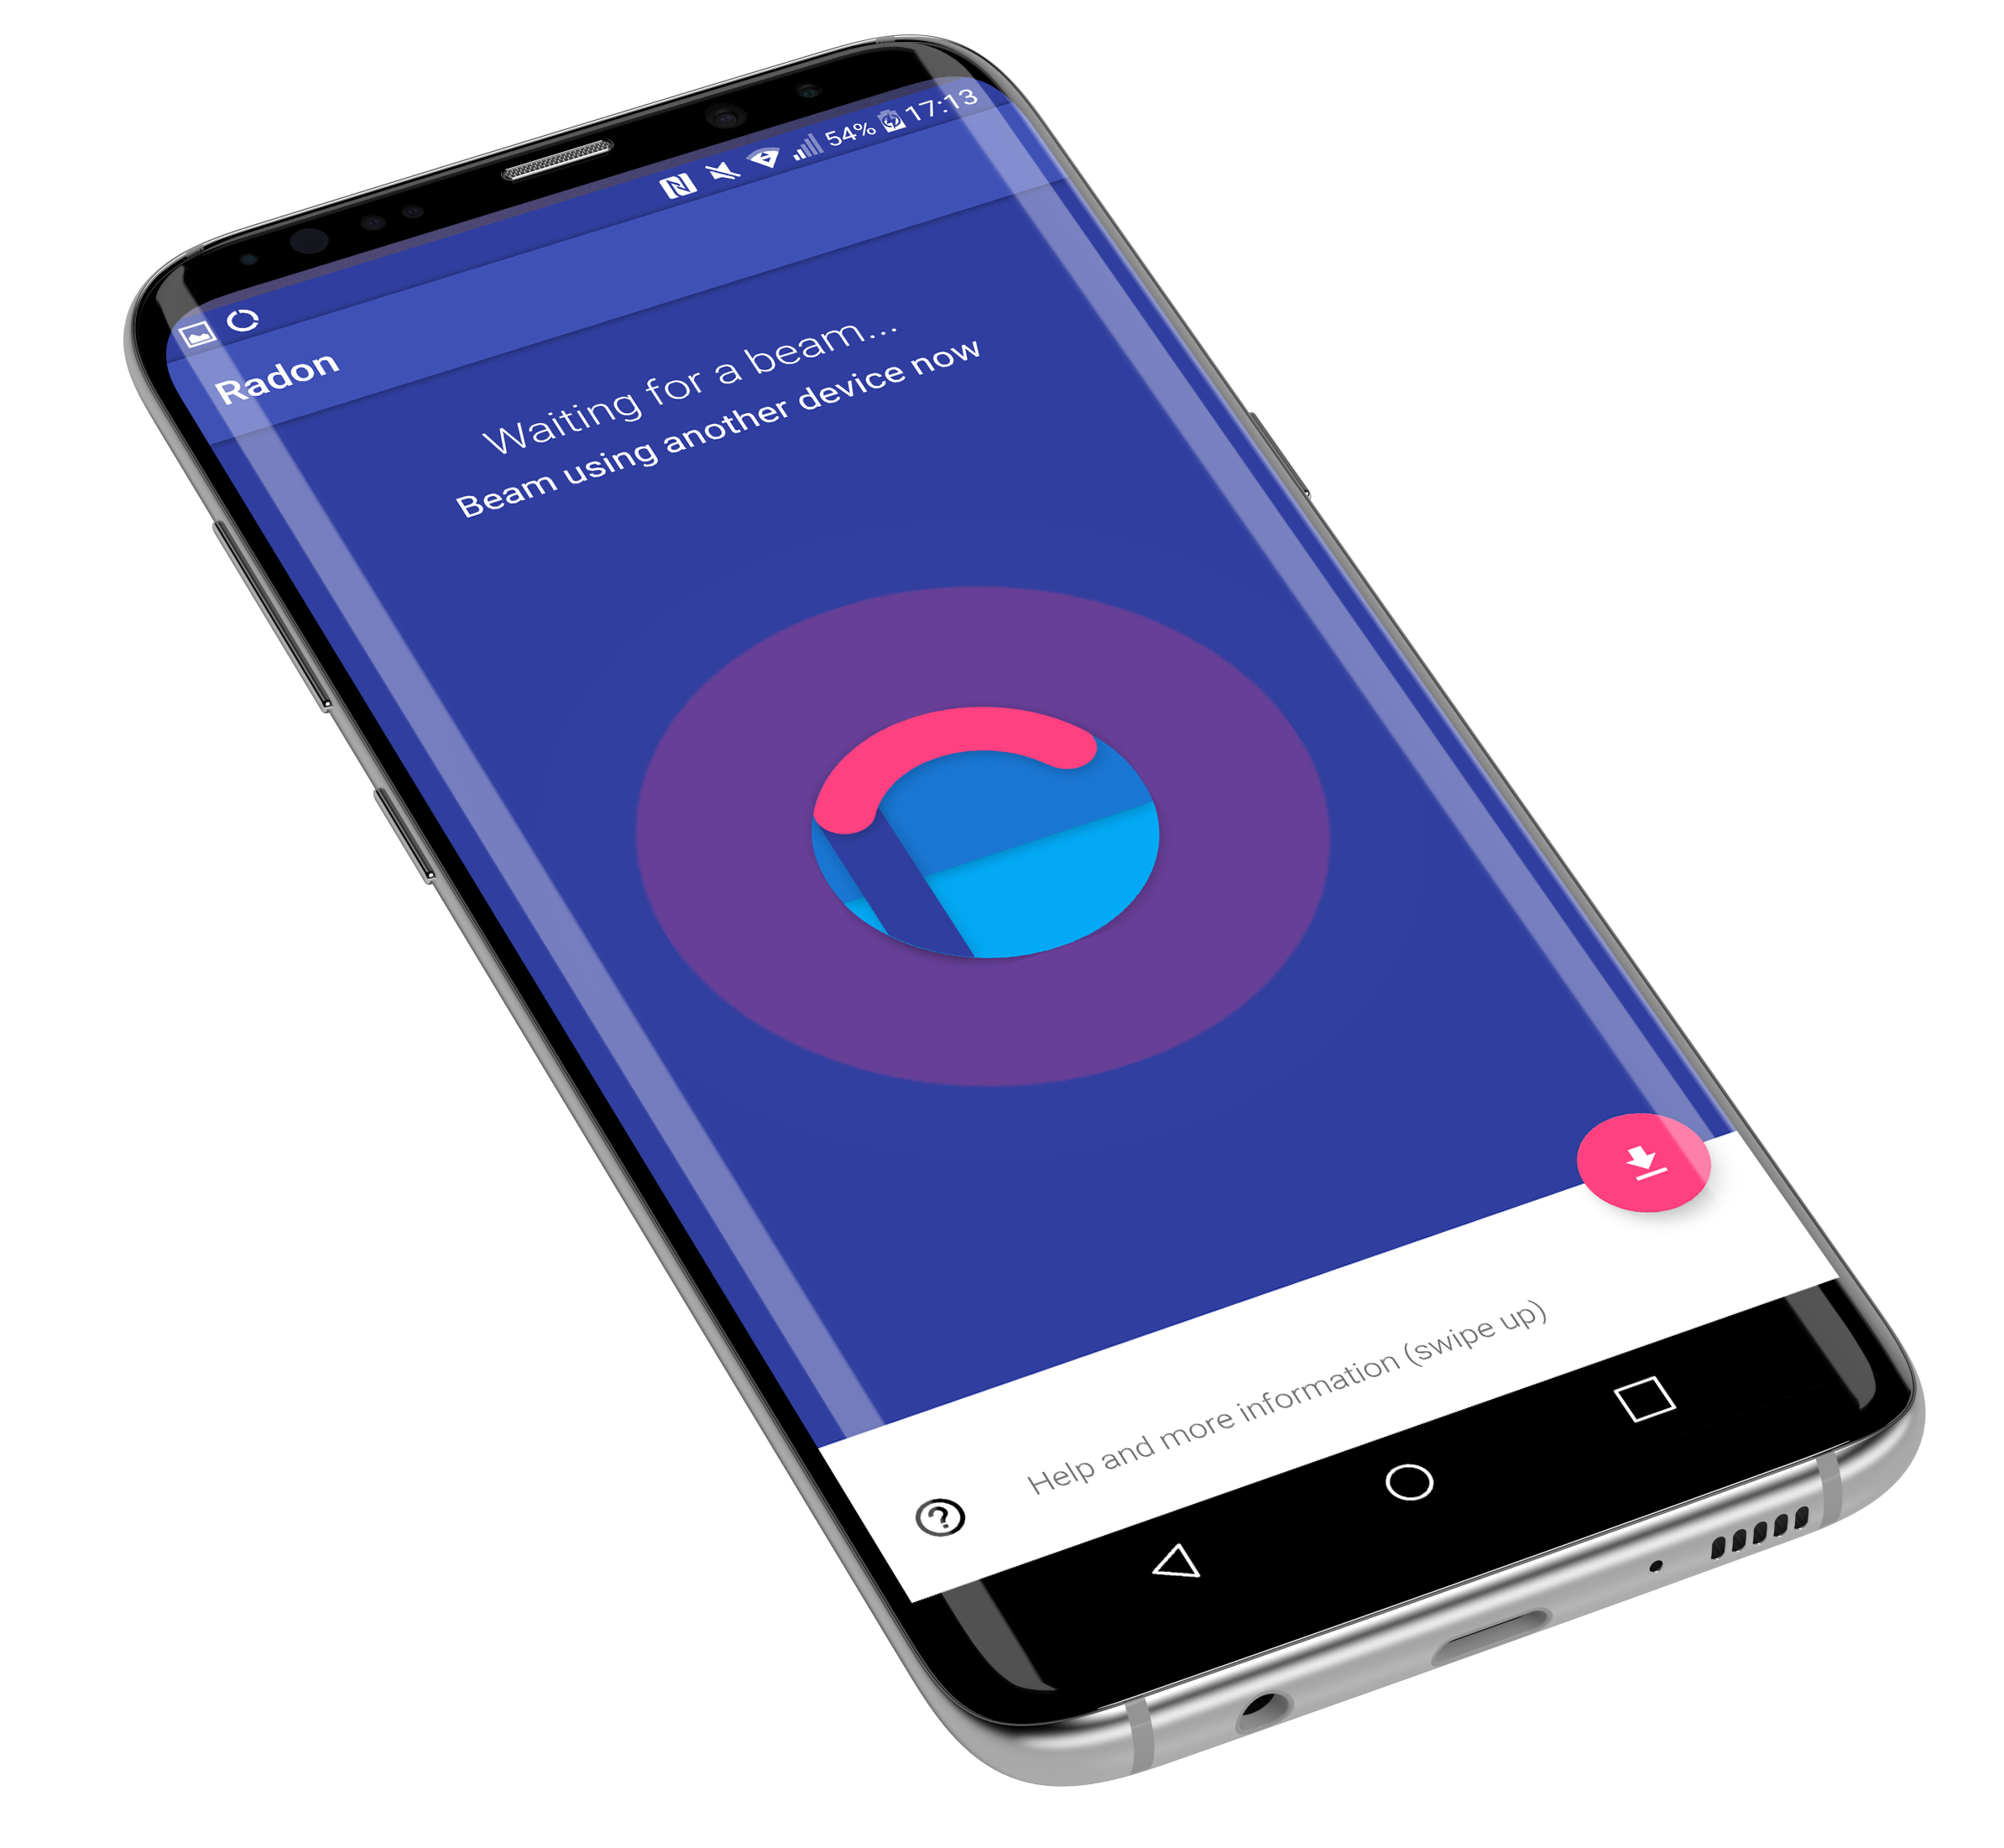 54% 17:13
Radon
Waiting for a beam...
Beam using another device now
Help and more information (swipe up)